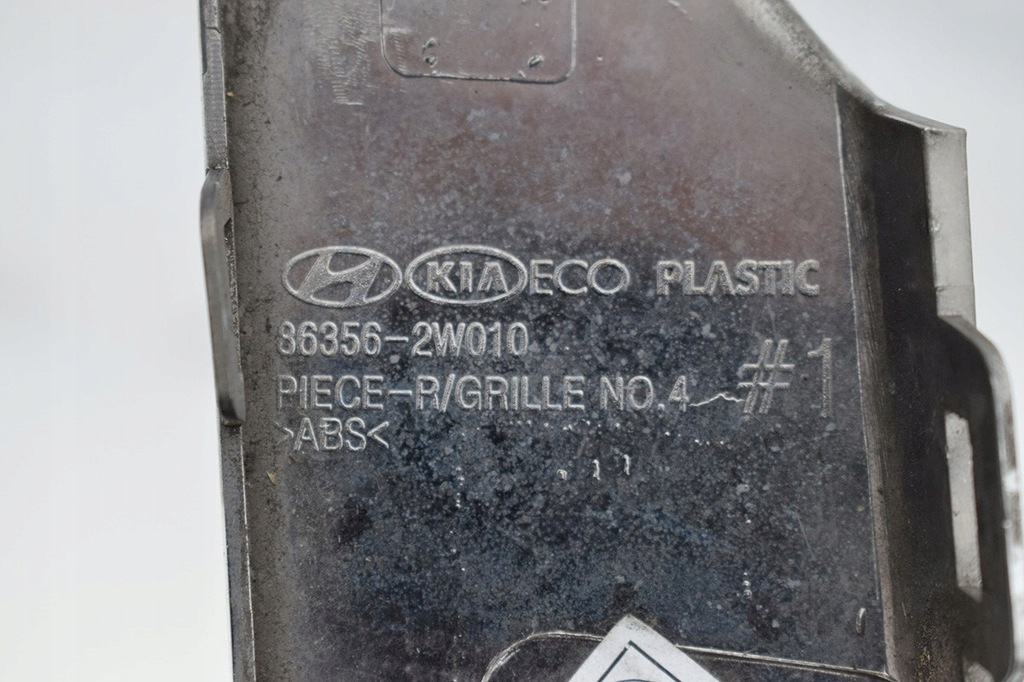 KIA ECO PLASTIC
86356-2W010
PIECE-R/GRILLE NO.4 #1
>ABS<